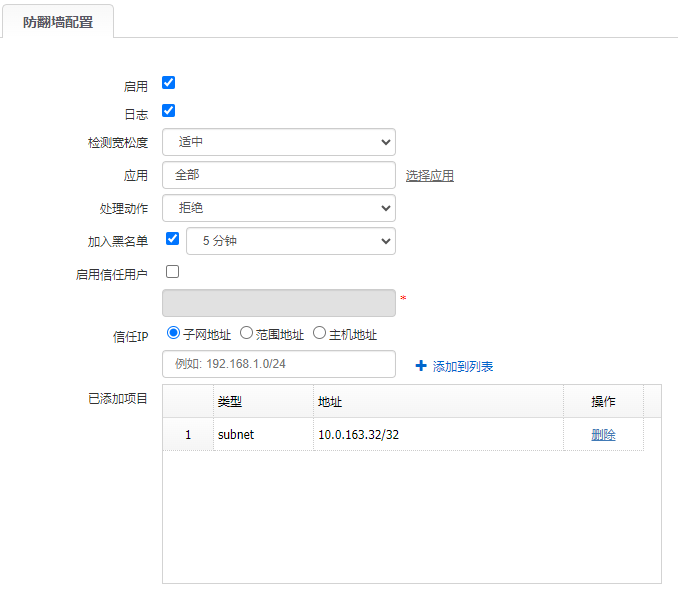 防翻墙配置
启用
日志
检测宽松度 适中
应用 全部 选择应用
处理动作 拒绝
加入黑名单 5 分钟
启用信任用户
*
信任IP 子网地址 范围地址 主机地址
例如: 192.168.1.0/24 添加到列表
已添加项目 类型 地址 操作
1 subnet 10.0.163.32/32 删除